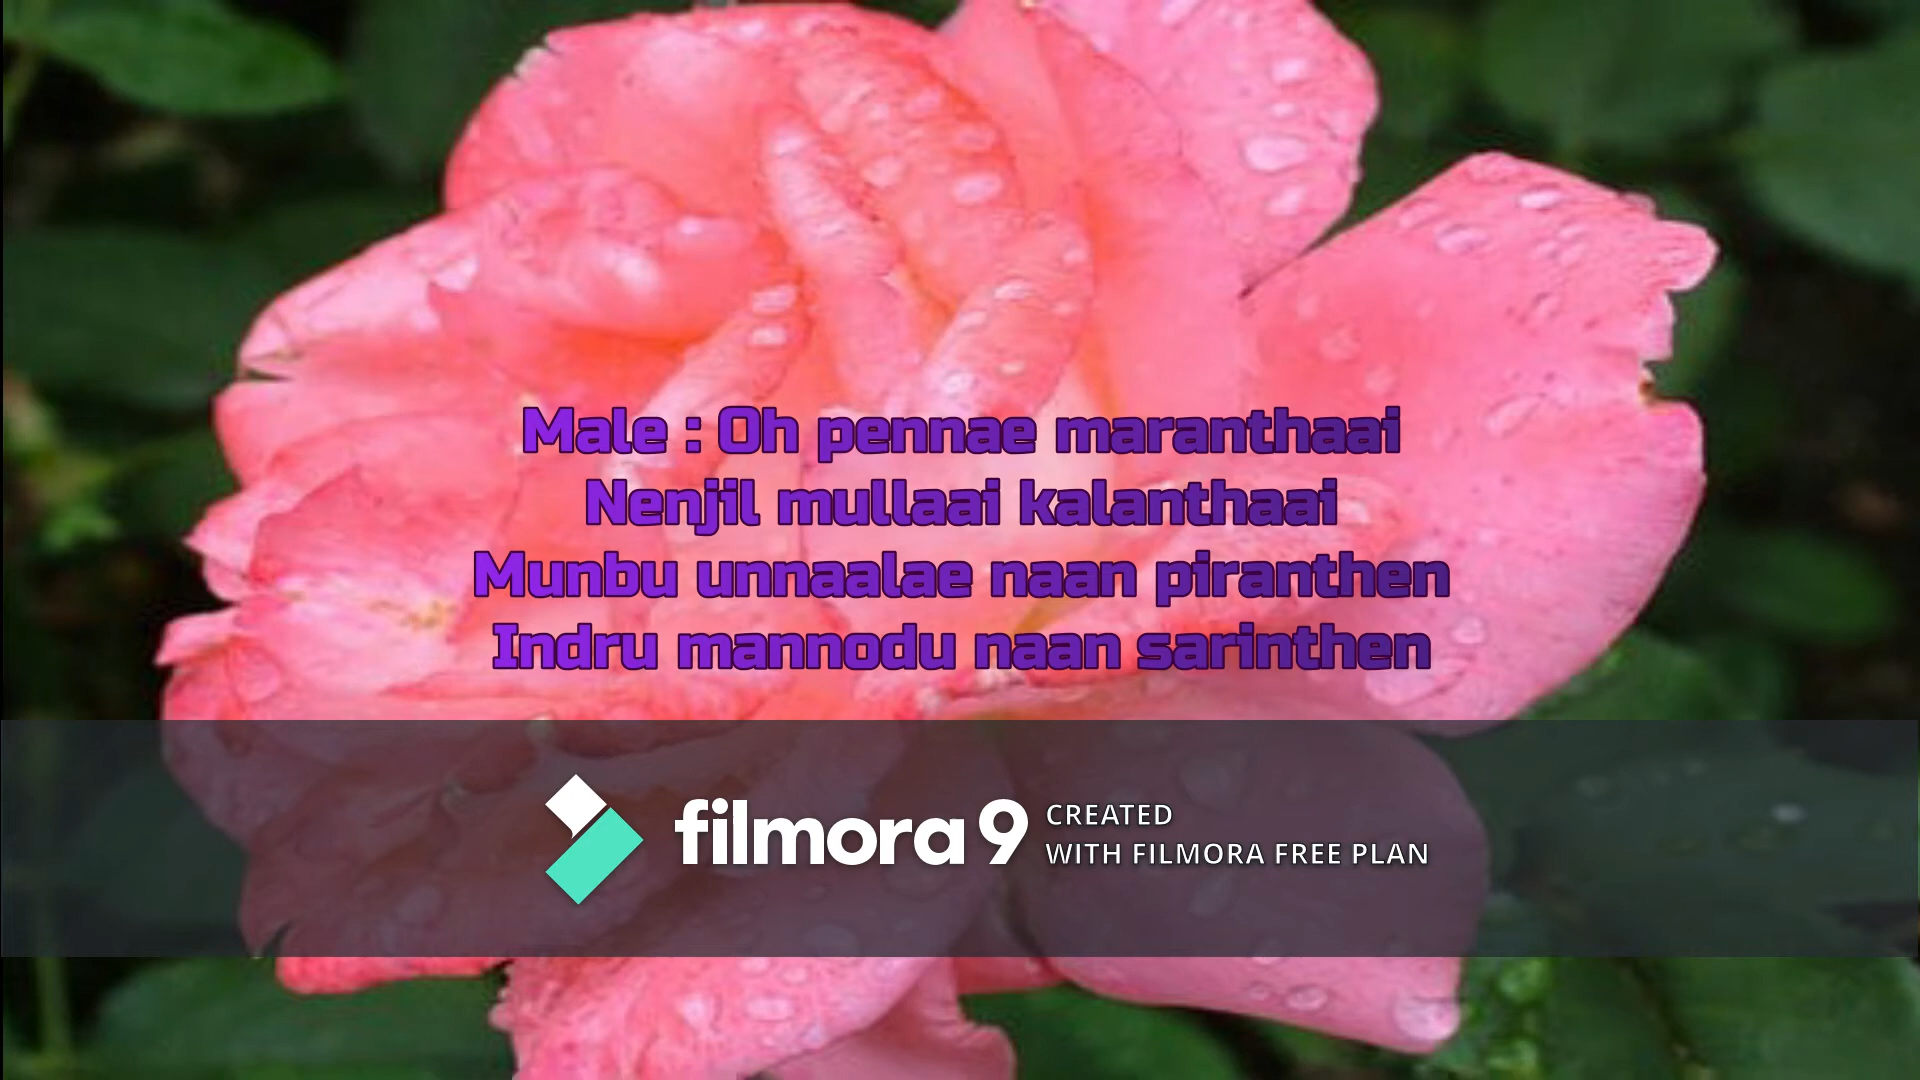 Male : Oh pennae maranthaai
Nenjil mullaai kalanthaai
Munbu unnaalae naan piranthen
Indru mannodu naan sarinthen
filmora 9 CREATED
WITH FILMORA FREE PLAN